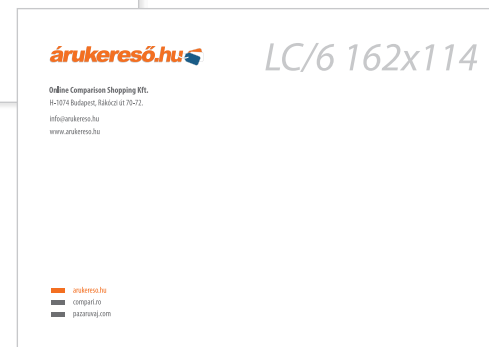 árukereső.hu
LC/6 162x114
Online Comparison Shopping Kft.
H-1074 Budapest, Rákóczi út 70-72.
info@arukereso.hu
www.arukereso.hu
arukereso.hu
compari.ro
pazaruvaj.com